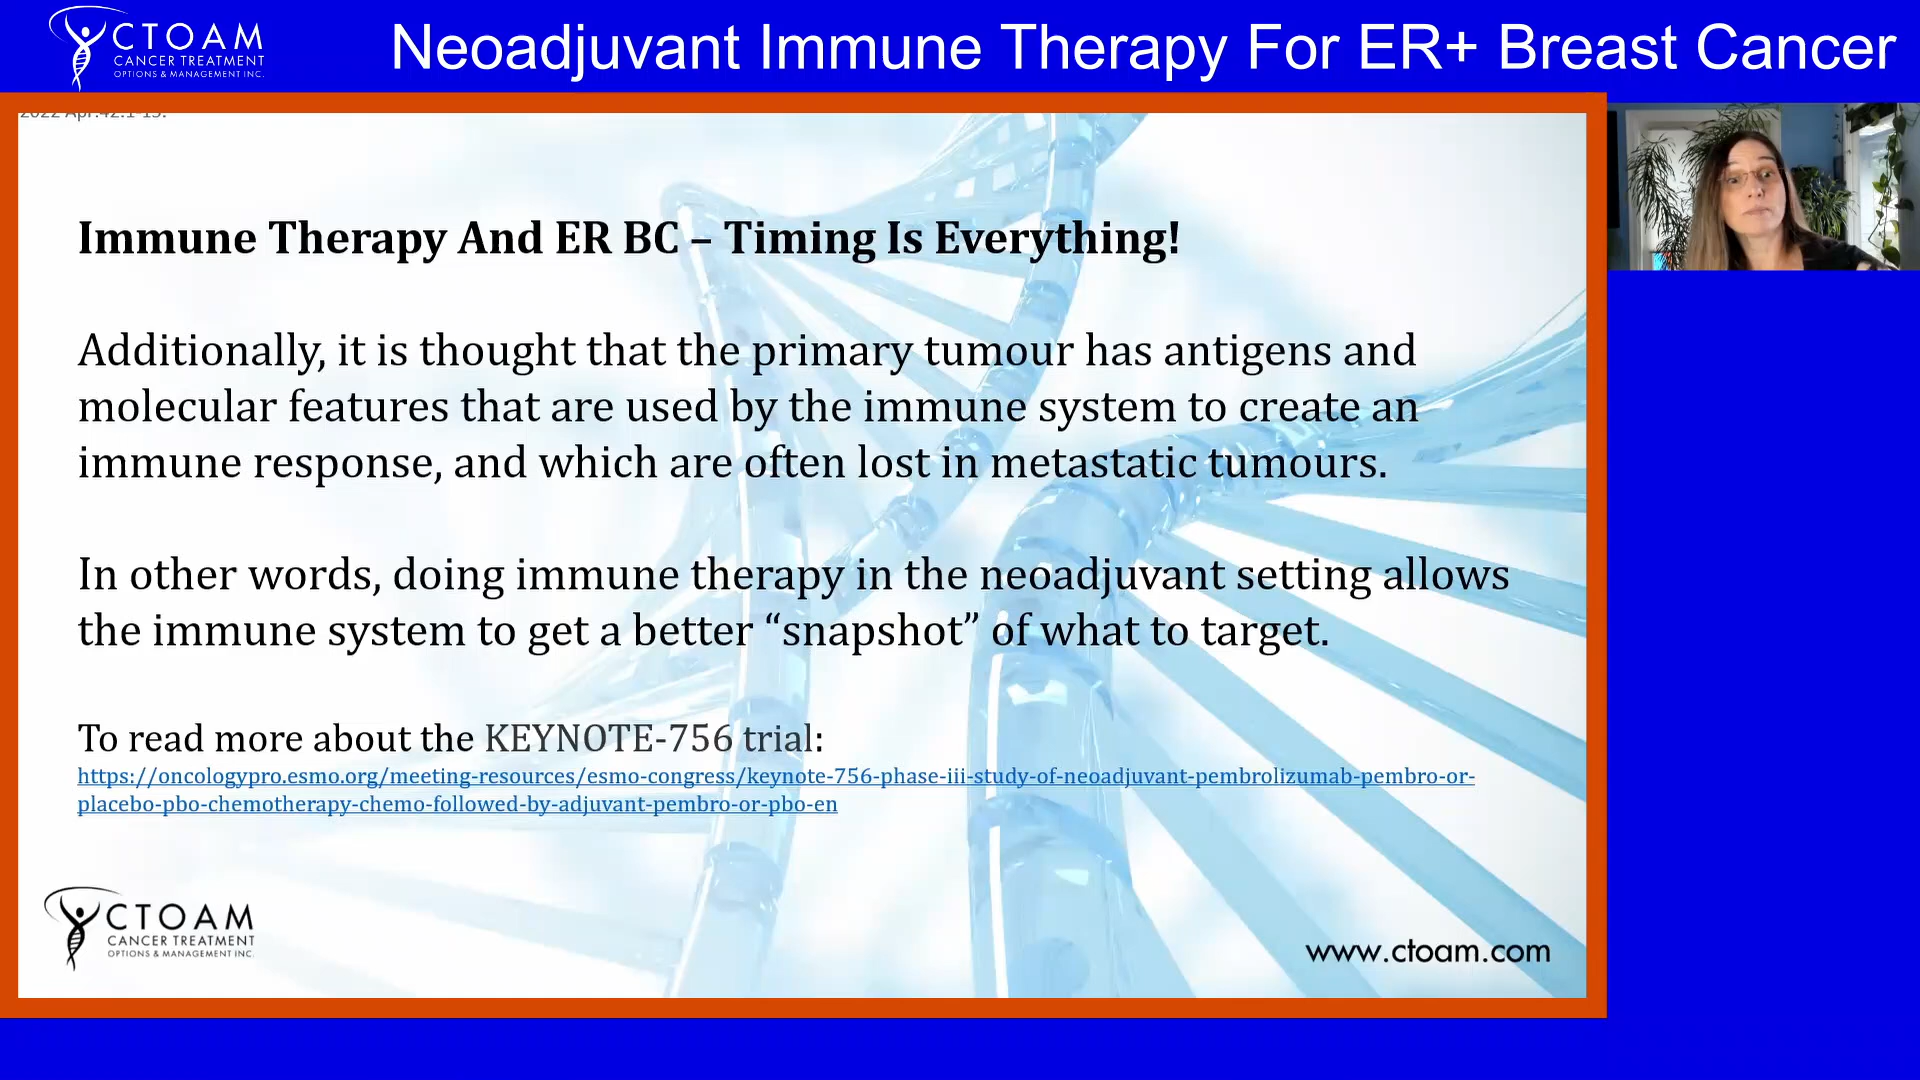 CTOAM
CANCER TREATMENT
OPTIONS & MANAGEMENT INC.
Neoadjuvant Immune Therapy For ER+ Breast Cancer
Immune Therapy And ER BC – Timing Is Everything!
Additionally, it is thought that the primary tumour has antigens and
molecular features that are used by the immune system to create an
immune response, and which are often lost in metastatic tumours.
In other words, doing immune therapy in the neoadjuvant setting allows
the immune system to get a better “snapshot” of what to target.
To read more about the KEYNOTE-756 trial:
https://oncologypro.esmo.org/meeting-resources/esmo-congress/keynote-756-phase-iii-study-of-neoadjuvant-pembrolizumab-pembro-or-
placebo-pbo-chemotherapy-chemo-followed-by-adjuvant-pembro-or-pbo-en
CTOAM
CANCER TREATMENT
OPTIONS & MANAGEMENT INC.
www.ctoam.com